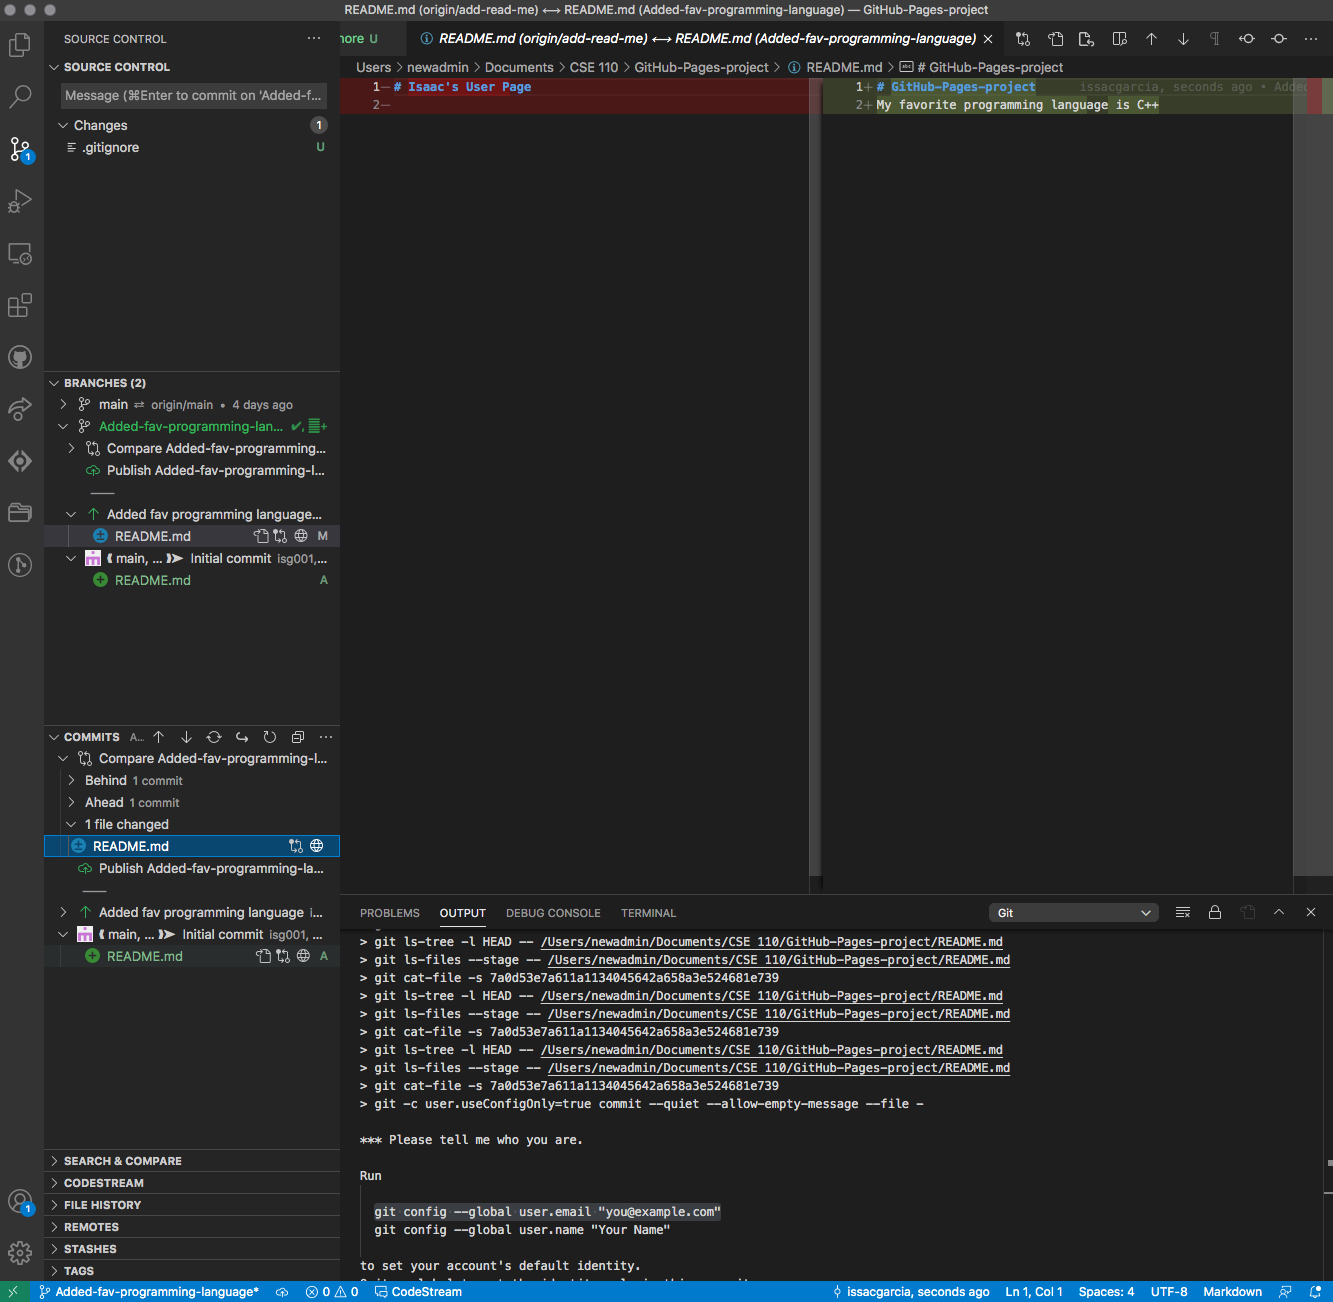 README.md (origin/add-read-me) ⟷ README.md (Added-fav-programming-language) — GitHub-Pages-project
SOURCE CONTROL
SOURCE CONTROL
Message (⌘Enter to commit on 'Added-f...
Changes 1
.gitignore U
BRANCHES (2)
main ⇄ origin/main • 4 days ago
Added-fav-programming-lan... ✓,
Compare Added-fav-programming...
Publish Added-fav-programming-l...
Added fav programming language...
README.md M
main, ... Initial commit isg001,...
README.md A
COMMITS A...
Compare Added-fav-programming-l...
Behind 1 commit
Ahead 1 commit
1 file changed
README.md
Publish Added-fav-programming-la...
Added fav programming language i...
main, ... Initial commit isg001, ...
README.md A
SEARCH & COMPARE
CODESTREAM
FILE HISTORY
REMOTES
STASHES
TAGS
nore U
README.md (origin/add-read-me) ⟷ README.md (Added-fav-programming-language)
Users > newadmin > Documents > CSE 110 > GitHub-Pages-project > README.md > # GitHub-Pages-project
1− # Isaac's User Page
2−
1+ # GitHub-Pages-project issacgarcia, seconds ago • Added
2+ My favorite programming language is C++
PROBLEMS OUTPUT DEBUG CONSOLE TERMINAL Git
> git ls-tree -l HEAD -- /Users/newadmin/Documents/CSE 110/GitHub-Pages-project/README.md
> git ls-files --stage -- /Users/newadmin/Documents/CSE 110/GitHub-Pages-project/README.md
> git cat-file -s 7a0d53e7a611a1134045642a658a3e524681e739
> git ls-tree -l HEAD -- /Users/newadmin/Documents/CSE 110/GitHub-Pages-project/README.md
> git ls-files --stage -- /Users/newadmin/Documents/CSE 110/GitHub-Pages-project/README.md
> git cat-file -s 7a0d53e7a611a1134045642a658a3e524681e739
> git ls-tree -l HEAD -- /Users/newadmin/Documents/CSE 110/GitHub-Pages-project/README.md
> git ls-files --stage -- /Users/newadmin/Documents/CSE 110/GitHub-Pages-project/README.md
> git cat-file -s 7a0d53e7a611a1134045642a658a3e524681e739
> git -c user.useConfigOnly=true commit --quiet --allow-empty-message --file -
*** Please tell me who you are.
Run
git config --global user.email "you@example.com"
git config --global user.name "Your Name"
to set your account's default identity.
Added-fav-programming-language* 0 0 CodeStream issacgarcia, seconds ago Ln 1, Col 1 Spaces: 4 UTF-8 Markdown